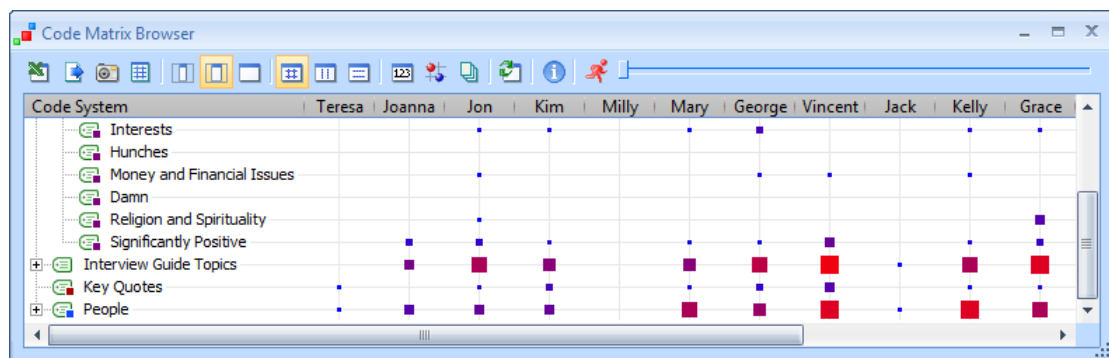 Code Matrix Browser
123
Code System Teresa Joanna Jon Kim Milly Mary George Vincent Jack Kelly Grace
Interests
Hunches
Money and Financial Issues
Damn
Religion and Spirituality
Significantly Positive
Interview Guide Topics
Key Quotes
People